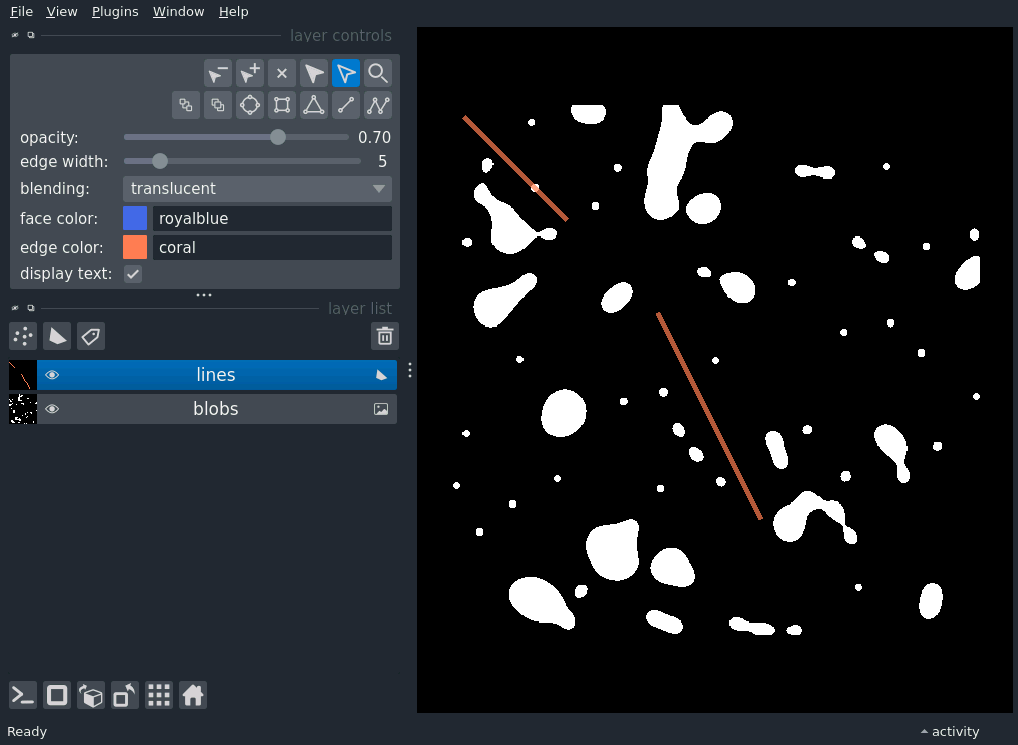 File View Plugins Window Help
layer controls
opacity: 0.70
edge width: 5
blending: translucent
face color: royalblue
edge color: coral
display text:
layer list
lines
blobs
Ready
activity